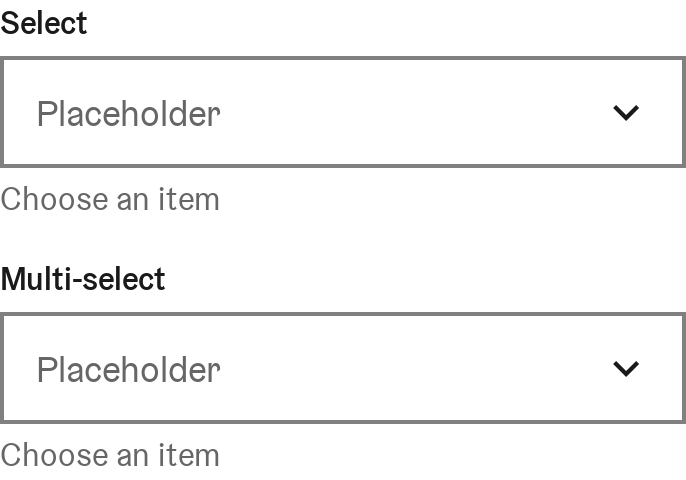 Select
Placeholder
Choose an item
Multi-select
Placeholder
Choose an item